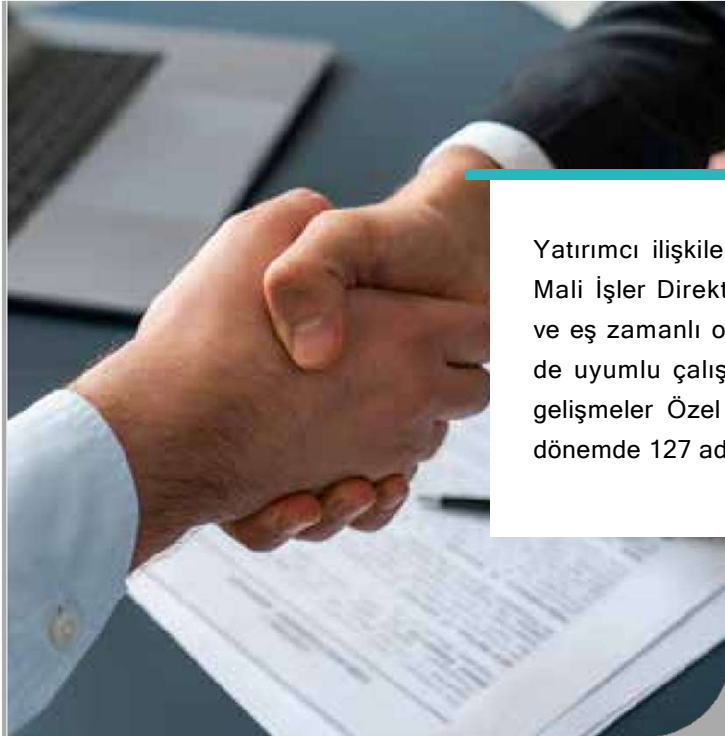 Yatırımcı ilişkile
Mali İşler Direkt
ve eş zamanlı o
de uyumlu çalış
gelişmeler Özel
dönemde 127 ad